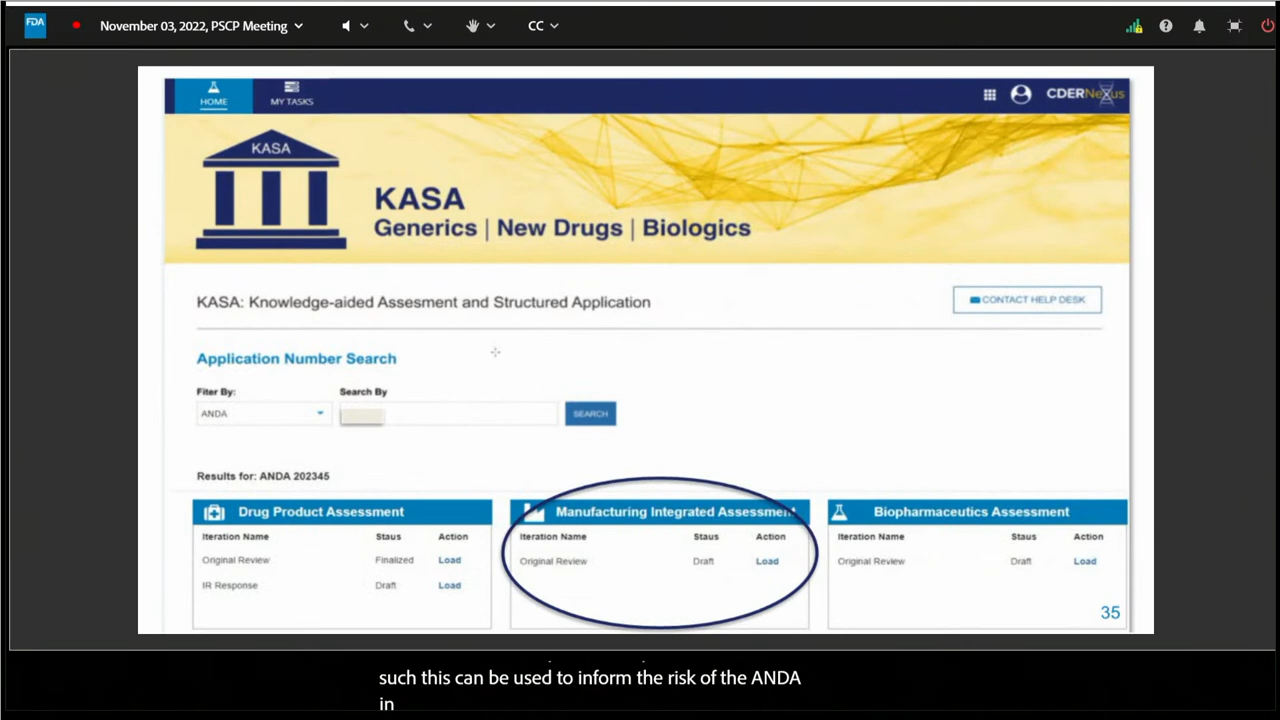 FDA
November 03, 2022, PSCP Meeting
CC
HOME
MY TASKS
CDERNexus
KASA
KASA
Generics | New Drugs | Biologics
KASA: Knowledge-aided Assesment and Structured Application
CONTACT HELP DESK
Application Number Search
Fiter By:
Search By
ANDA
SEARCH
Results for: ANDA 202345
Drug Product Assessment
Iteration Name Staus Action
Original Review Finalized Load
IR Response Draft Load
Manufacturing Integrated Assessment
Iteration Name Staus Action
Original Review Draft Load
Biopharmaceutics Assessment
Iteration Name Staus Action
Original Review Draft Load
35
such this can be used to inform the risk of the ANDA
in